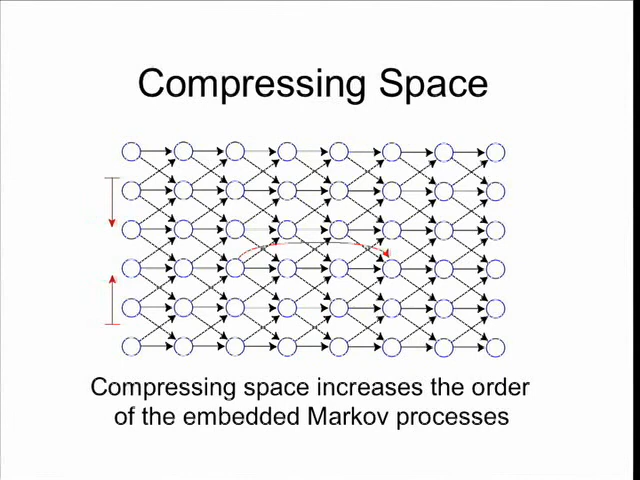 Compressing Space
Compressing space increases the order
of the embedded Markov processes